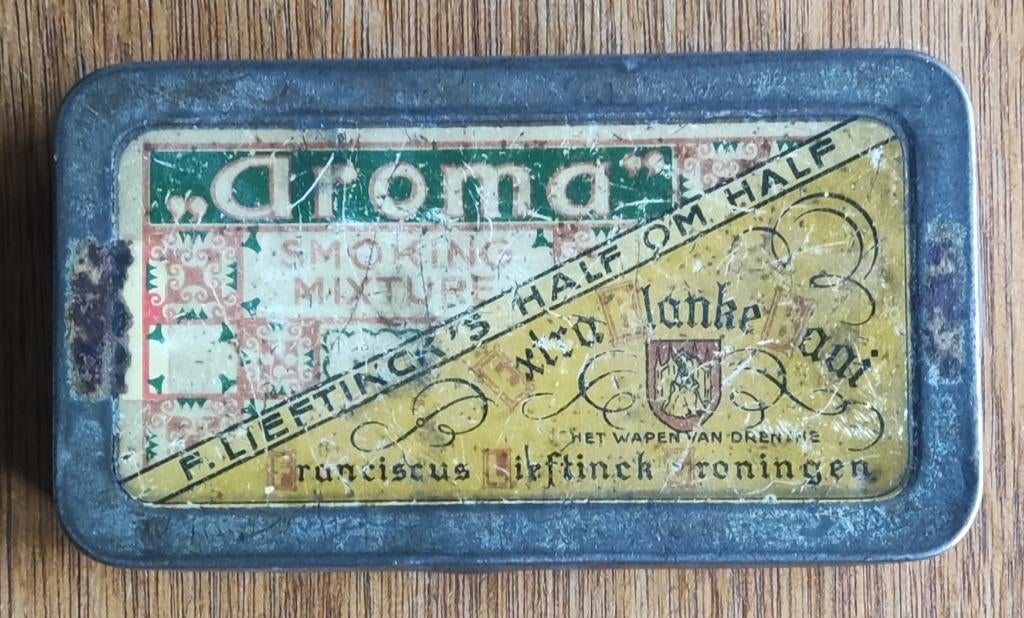 „Aroma”
SMOKING
MIXTURE
F. LIEFTINCK'S HALF OM HALF
Extra Blanke Baai
HET WAPEN VAN DRENTHE
Franciscus Lieftinck Groningen